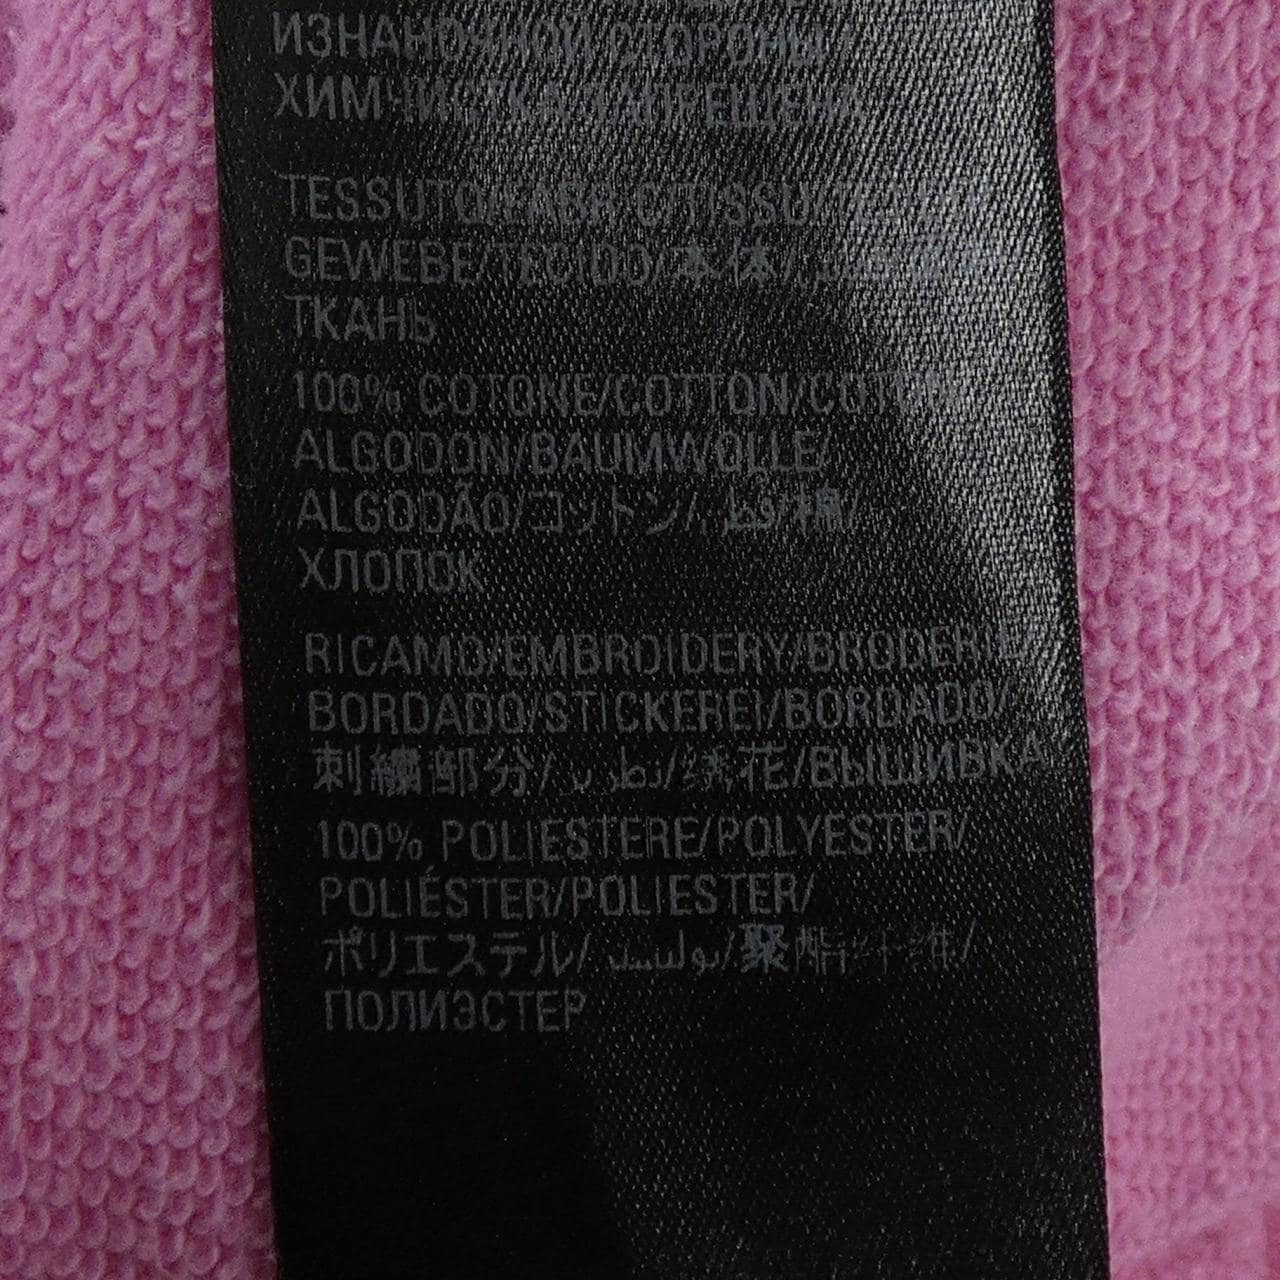 ИЗНАНОЧНОЙ СТОРОНЫ/
ХИМЧИСТКА ЗАПРЕЩЕНА
TESSUTO/FABRIC/TISSU/
GEWEBE/TECIDO/本体/
ТКАНЬ
100% COTONE/COTTON/COTON/
ALGODON/BAUMWOLLE/
ALGODÃO/コットン/قطن/棉/
ХЛОПОК
RICAMO/EMBROIDERY/BRODERIE/
BORDADO/STICKEREI/BORDADO/
刺繍部分/تطريز/绣花/ВЫШИВКА
100% POLIESTERE/POLYESTER/
POLIÉSTER/POLIESTER/
ポリエステル/بوليستر/聚酯纤维/
ПОЛИЭСТЕР